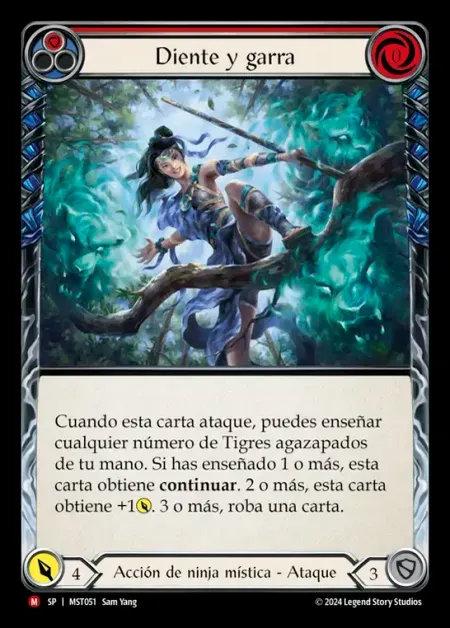 Diente y garra
0
Cuando esta carta ataque, puedes enseñar
cualquier número de Tigres agazapados
de tu mano. Si has enseñado 1 o más, esta
carta obtiene continuar. 2 o más, esta carta
obtiene +1. 3 o más, roba una carta.
4
Acción de ninja mística - Ataque
3
M SP | MST051 Sam Yang
© 2024 Legend Story Studios